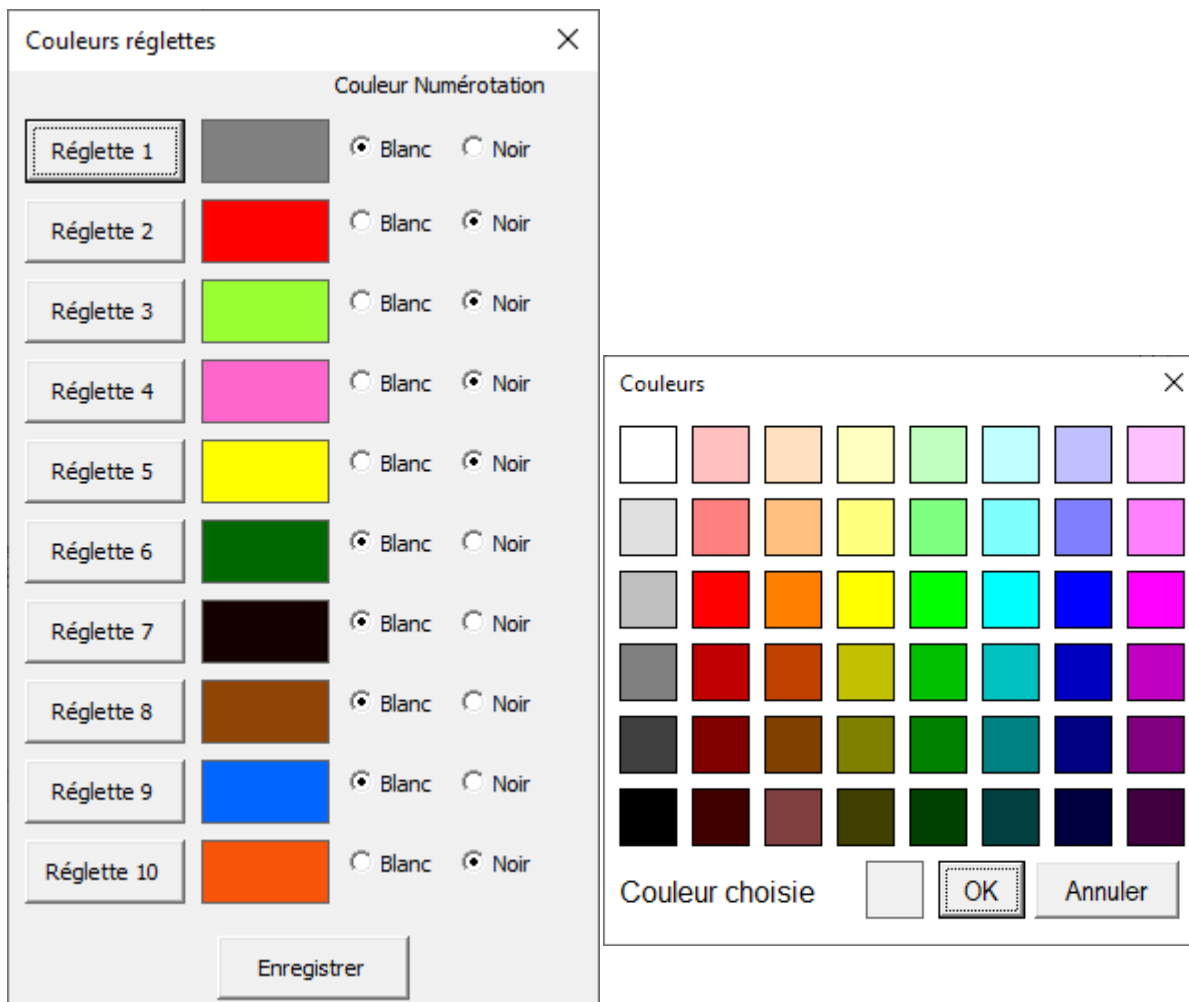 Couleurs réglettes
Couleur Numérotation
Réglette 1 Blanc Noir
Réglette 2 Blanc Noir
Réglette 3 Blanc Noir
Réglette 4 Blanc Noir
Réglette 5 Blanc Noir
Réglette 6 Blanc Noir
Réglette 7 Blanc Noir
Réglette 8 Blanc Noir
Réglette 9 Blanc Noir
Réglette 10 Blanc Noir
Enregistrer
Couleurs
Couleur choisie OK Annuler